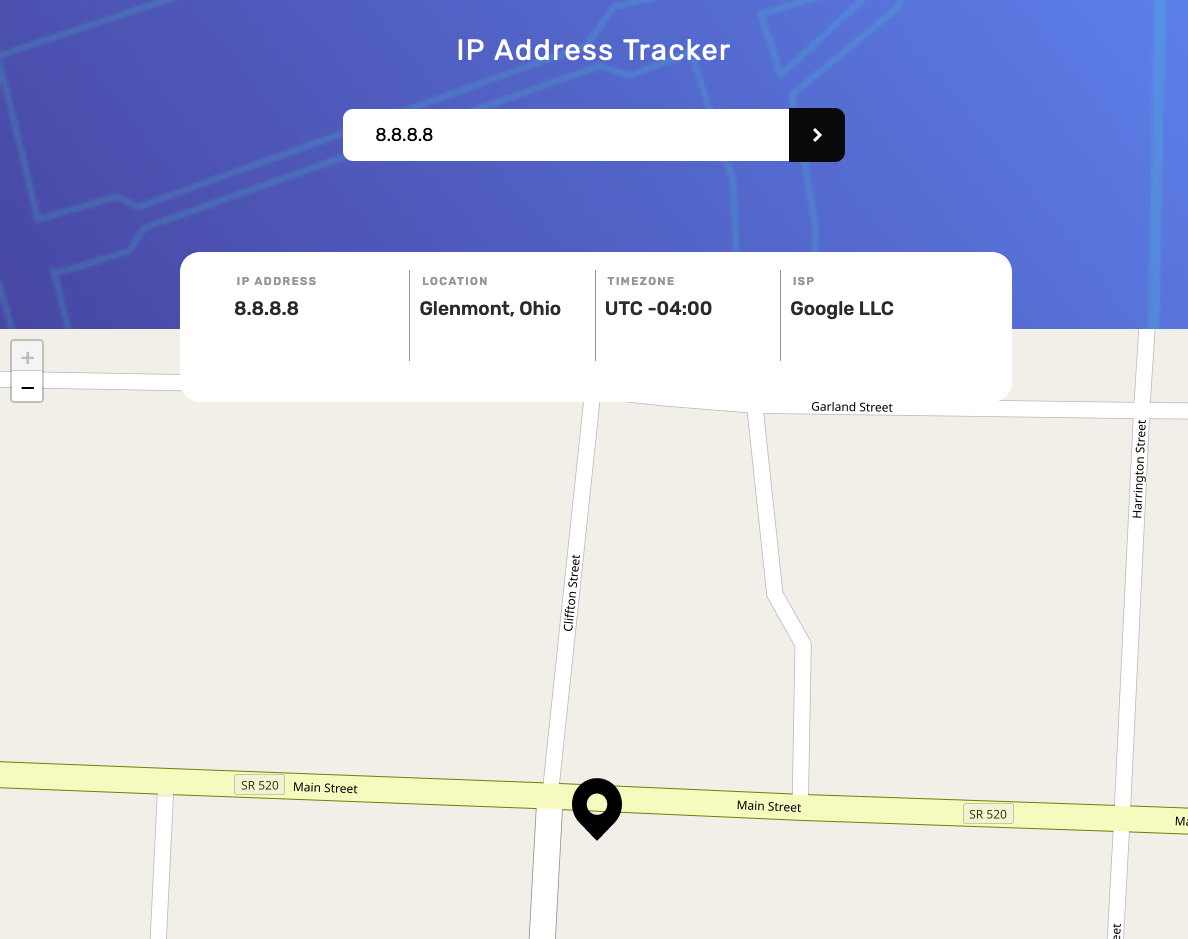 IP Address Tracker
8.8.8.8
IP ADDRESS
8.8.8.8
LOCATION
Glenmont, Ohio
TIMEZONE
UTC -04:00
ISP
Google LLC
+
−
Garland Street
Harrington Street
Cliffton Street
SR 520
Main Street
Main Street
SR 520
Ma
eet